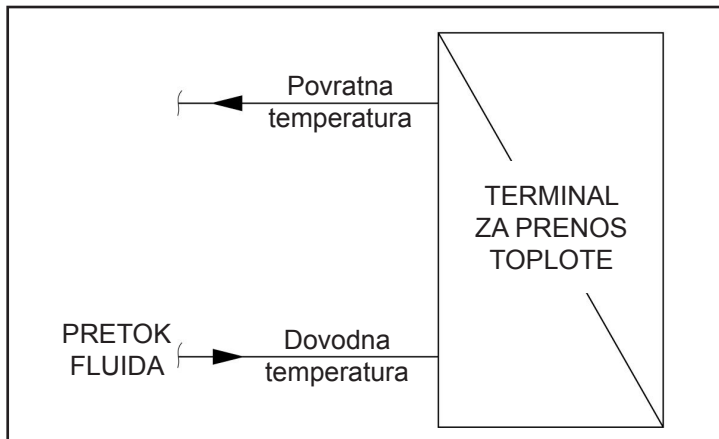 Povratna
temperatura
TERMINAL
ZA PRENOS
TOPLOTE
PRETOK
FLUIDA
Dovodna
temperatura